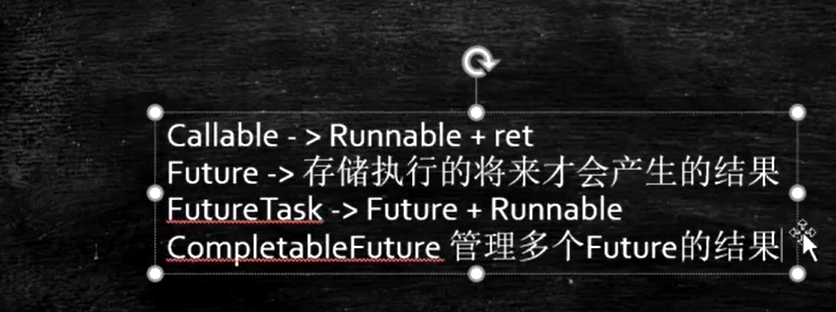 Callable - > Runnable + ret
Future -> 存储执行的将来才会产生的结果
FutureTask -> Future + Runnable
CompletableFuture 管理多个Future的结果